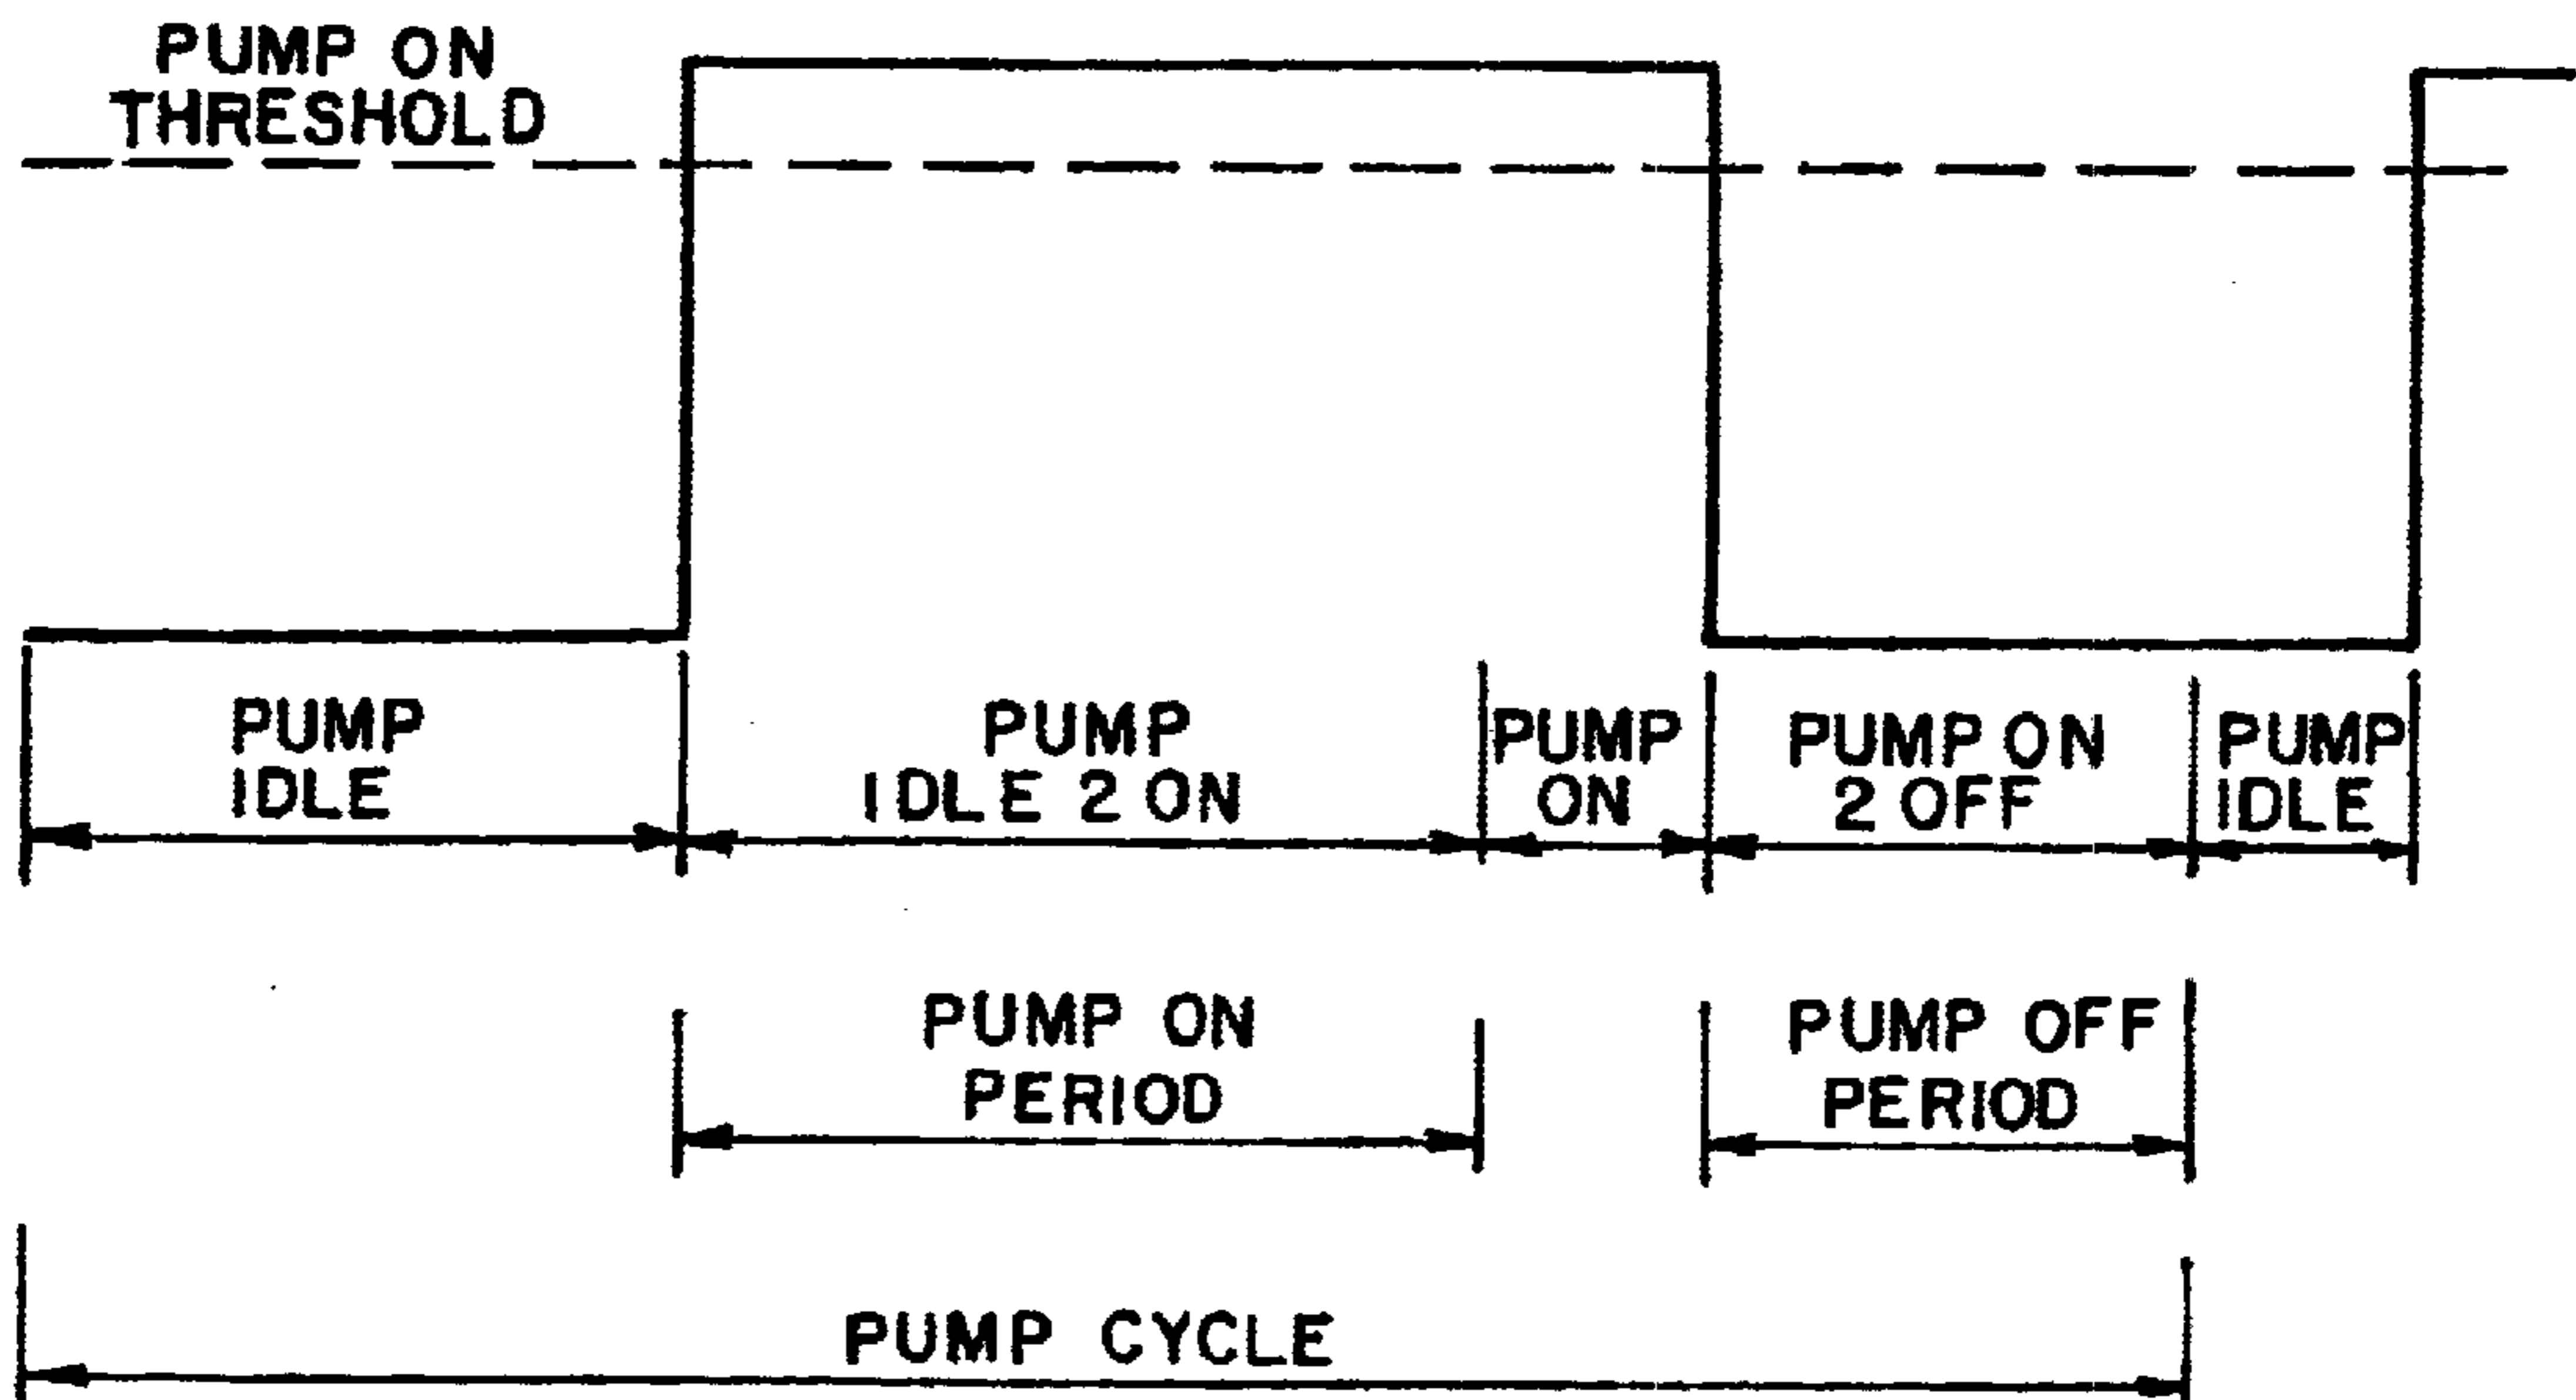 PUMP ON
THRESHOLD
PUMP
IDLE
PUMP
IDLE 2 ON
PUMP
ON
PUMP ON
2 OFF
PUMP
IDLE
PUMP ON
PERIOD
PUMP OFF
PERIOD
PUMP CYCLE